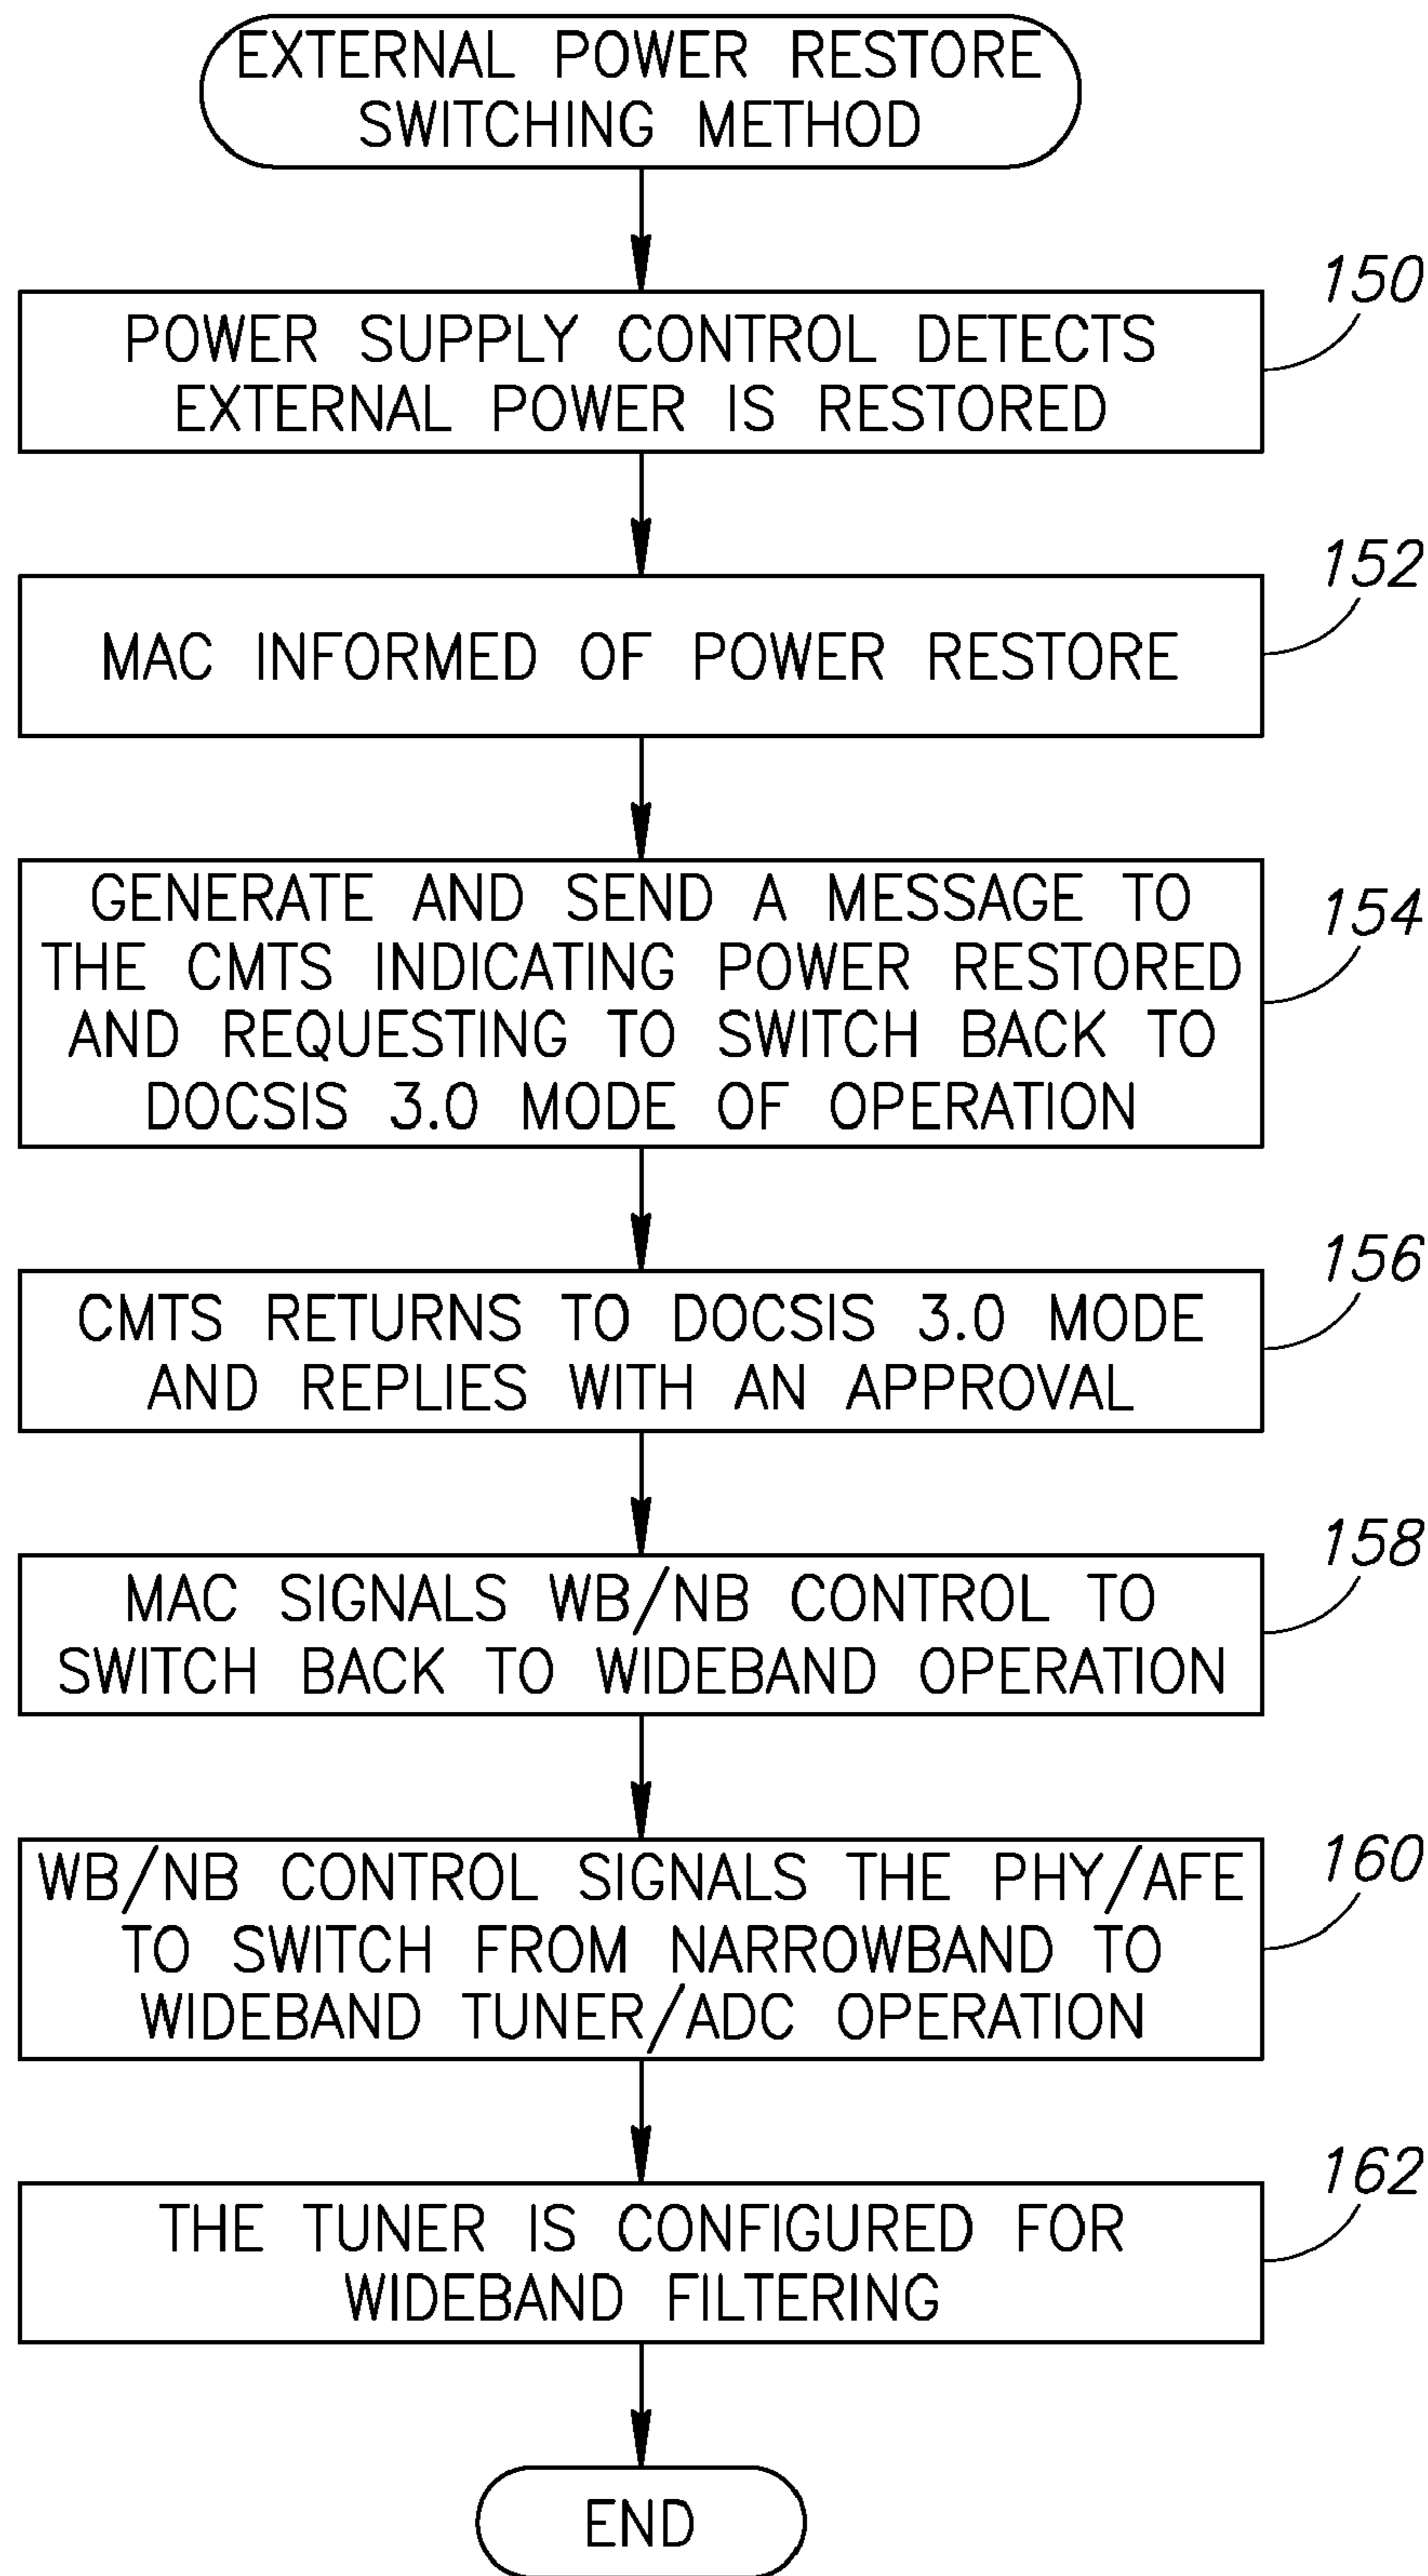 EXTERNAL POWER RESTORE
SWITCHING METHOD
150
POWER SUPPLY CONTROL DETECTS
EXTERNAL POWER IS RESTORED
152
MAC INFORMED OF POWER RESTORE
154
GENERATE AND SEND A MESSAGE TO
THE CMTS INDICATING POWER RESTORED
AND REQUESTING TO SWITCH BACK TO
DOCSIS 3.0 MODE OF OPERATION
156
CMTS RETURNS TO DOCSIS 3.0 MODE
AND REPLIES WITH AN APPROVAL
158
MAC SIGNALS WB/NB CONTROL TO
SWITCH BACK TO WIDEBAND OPERATION
160
WB/NB CONTROL SIGNALS THE PHY/AFE
TO SWITCH FROM NARROWBAND TO
WIDEBAND TUNER/ADC OPERATION
162
THE TUNER IS CONFIGURED FOR
WIDEBAND FILTERING
END